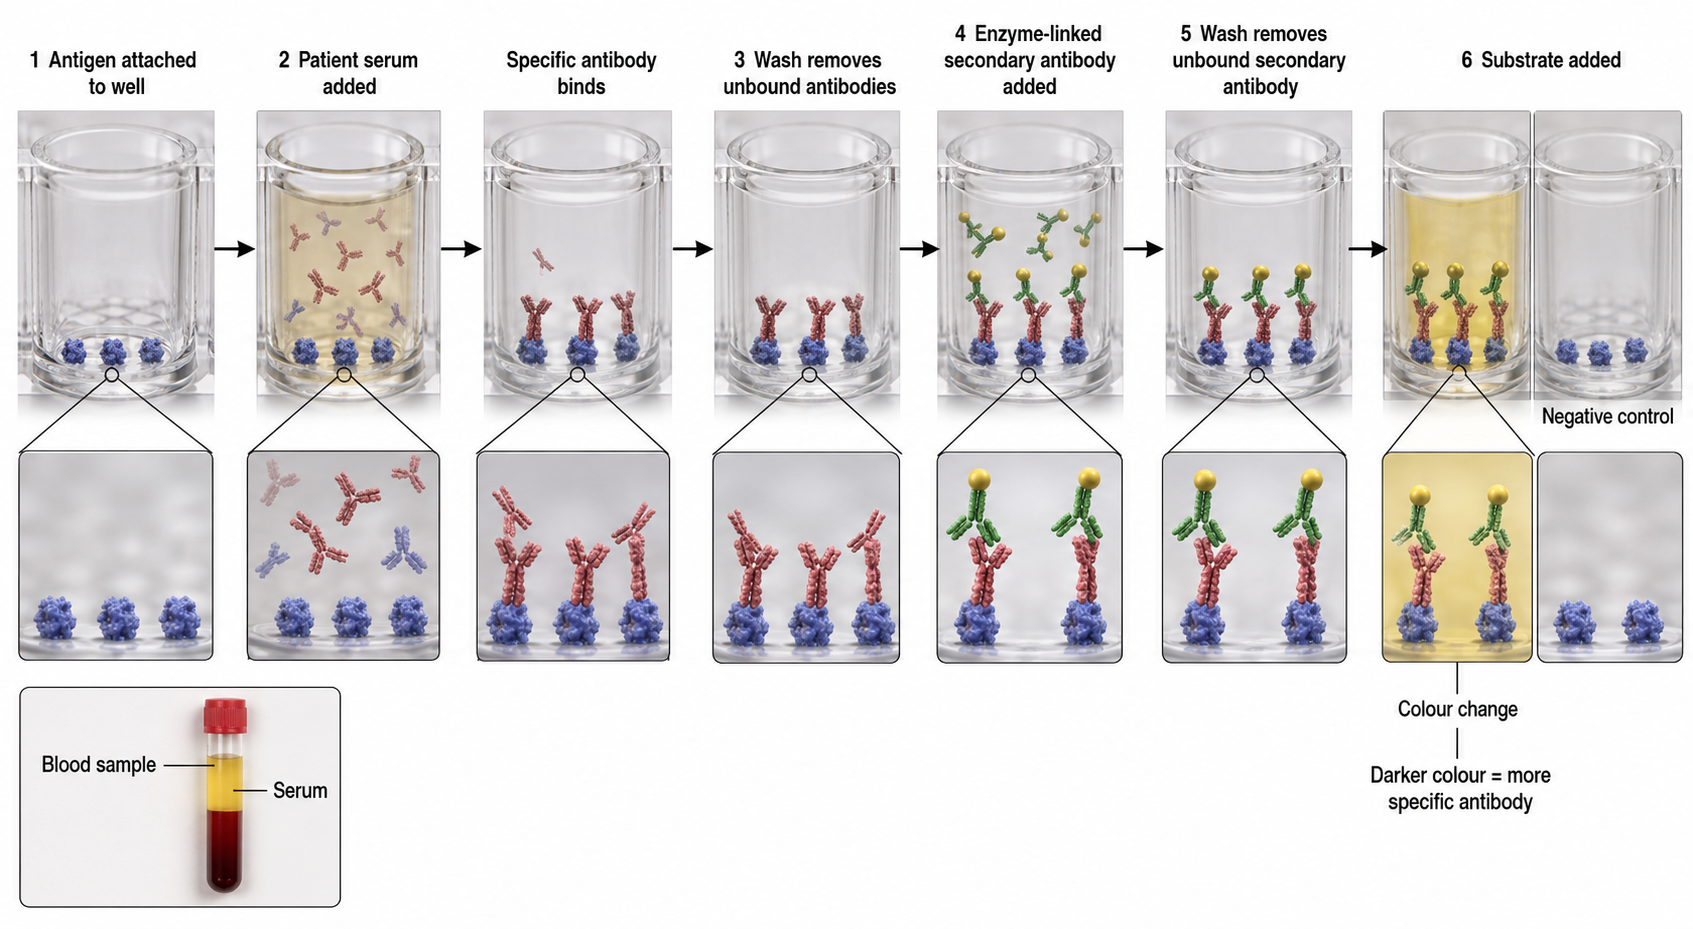 1 Antigen attached
to well
2 Patient serum
added
Specific antibody
binds
3 Wash removes
unbound antibodies
4 Enzyme-linked
secondary antibody
added
5 Wash removes
unbound secondary
antibody
6 Substrate added
Negative control
Blood sample
Serum
Colour change
Darker colour = more
specific antibody